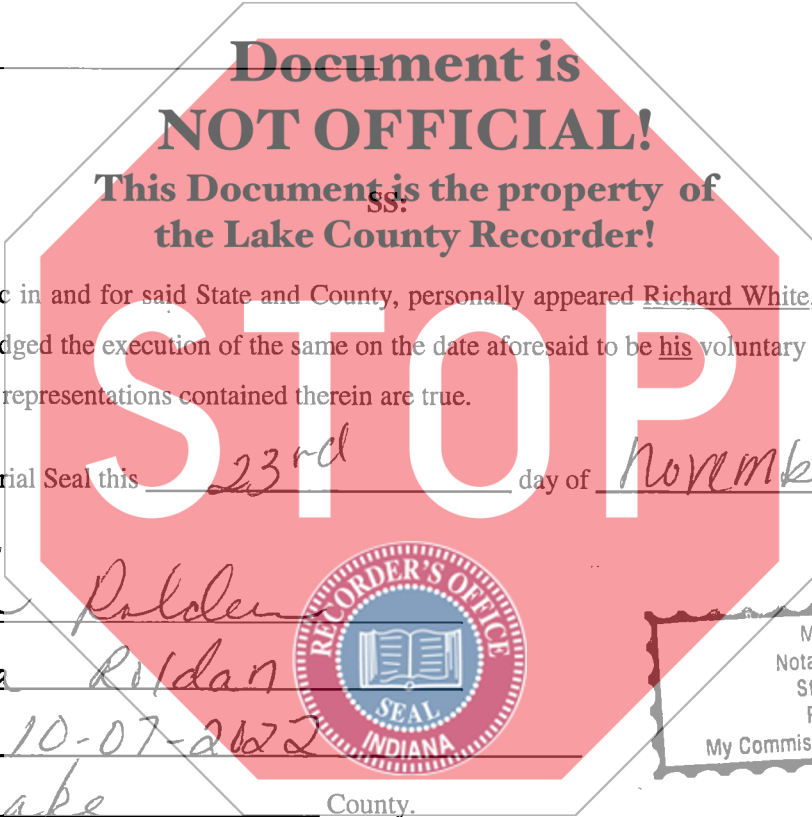 Document is
NOT OFFICIAL!
This Document is the property of
SS:
the Lake County Recorder!
c in and for said State and County, personally appeared Richard White,
dged the execution of the same on the date aforesaid to be his voluntary
representations contained therein are true.
STOP
rial Seal this 23rd day of Novemb
RECORDER'S OFFICE
SEAL
INDIANA
a Roldan
10-07-2022
ake County.
M
Nota
St
My Commis